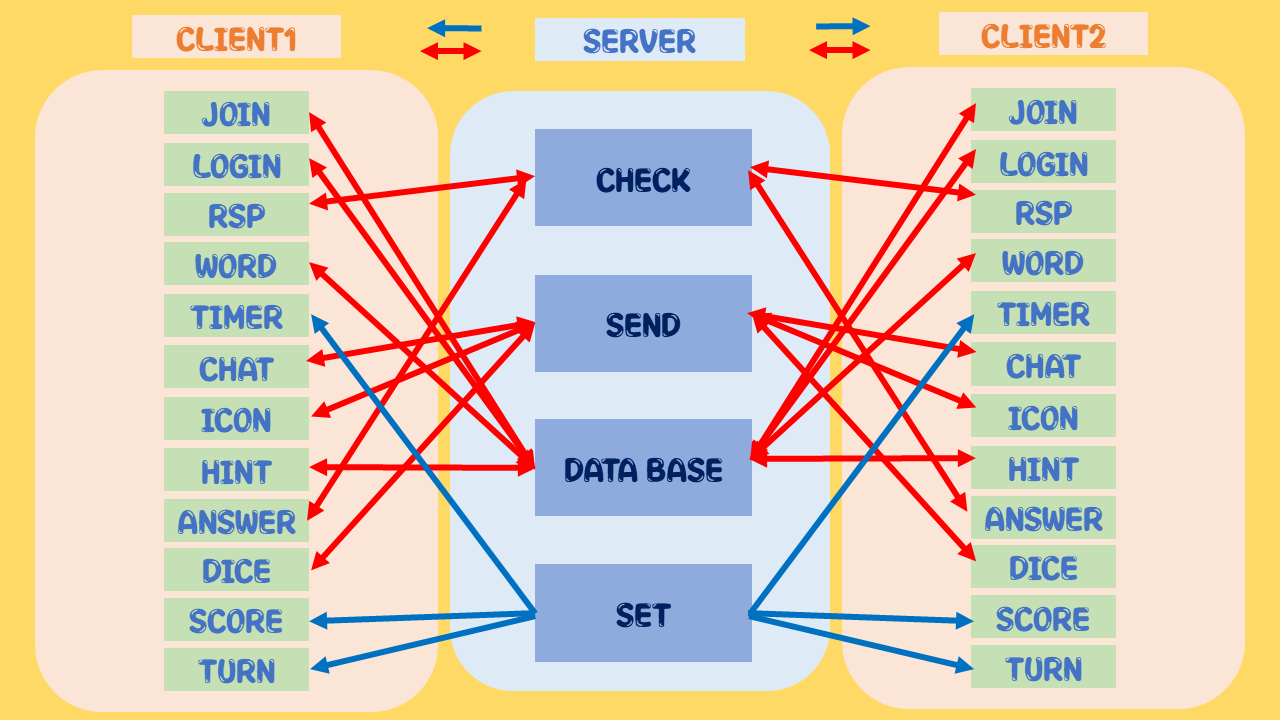 CLIENT1
SERVER
CLIENT2
JOIN
LOGIN
RSP
WORD
TIMER
CHAT
ICON
HINT
ANSWER
DICE
SCORE
TURN
CHECK
SEND
DATA BASE
SET
JOIN
LOGIN
RSP
WORD
TIMER
CHAT
ICON
HINT
ANSWER
DICE
SCORE
TURN